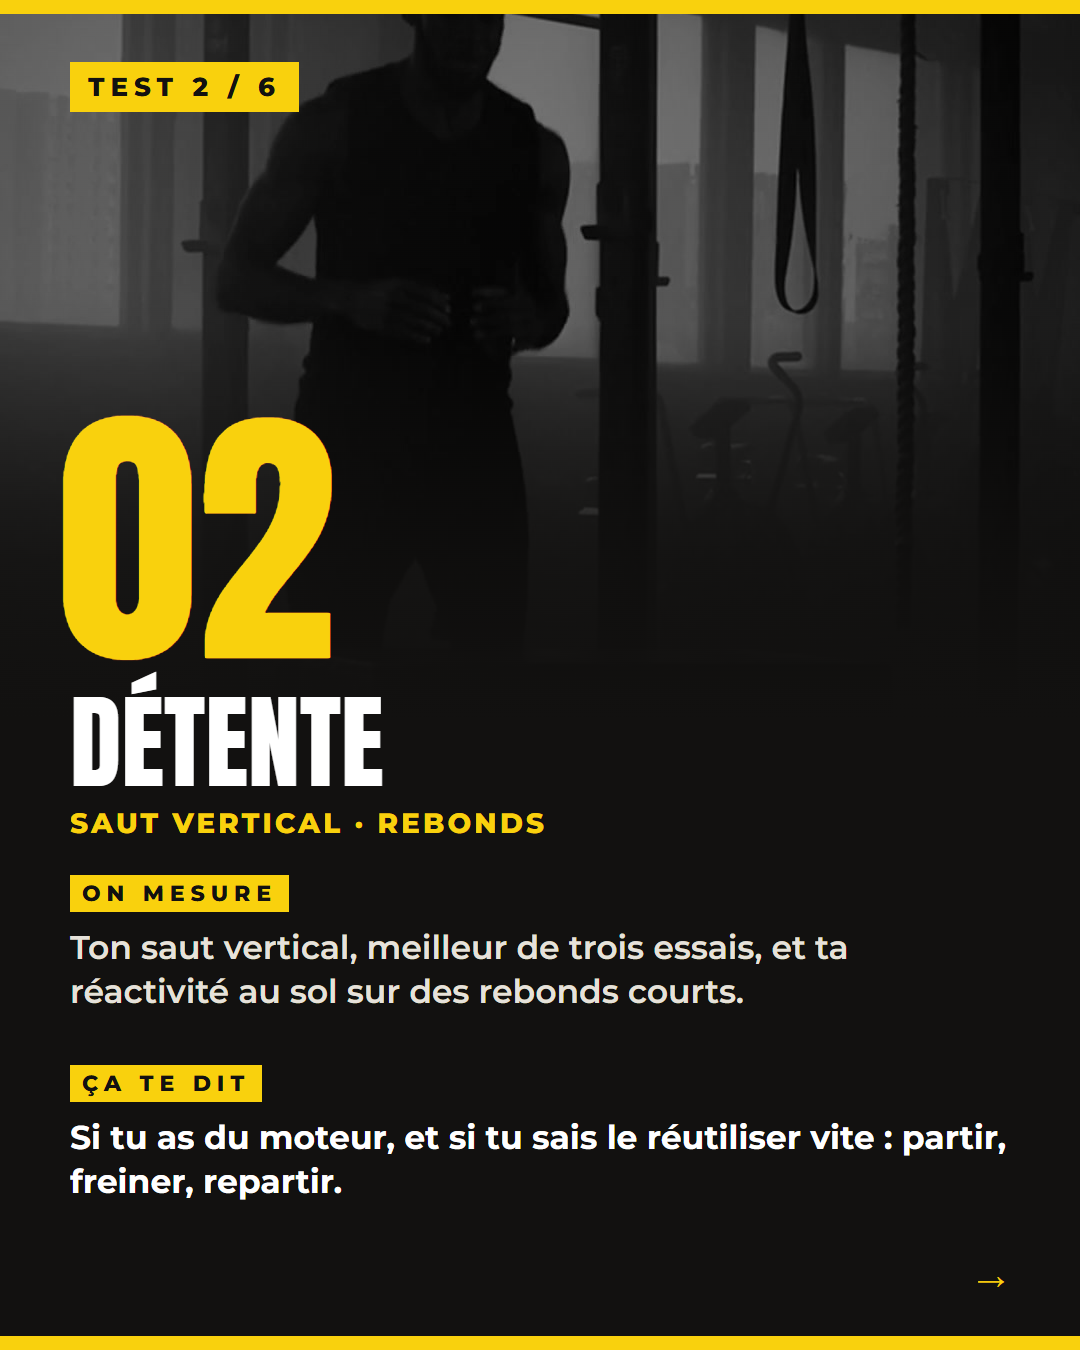 TEST 2 / 6
02
DÉTENTE
SAUT VERTICAL · REBONDS
ON MESURE
Ton saut vertical, meilleur de trois essais, et ta
réactivité au sol sur des rebonds courts.
ÇA TE DIT
Si tu as du moteur, et si tu sais le réutiliser vite : partir,
freiner, repartir.
→